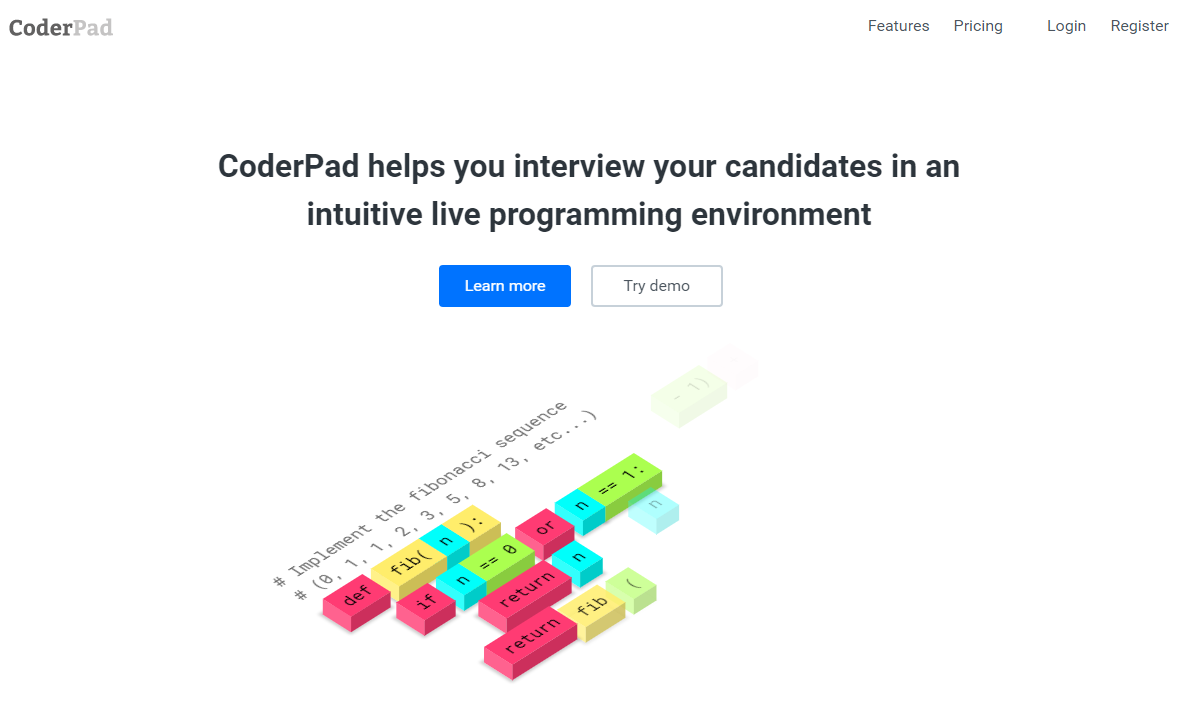 CoderPad
Features Pricing Login Register
CoderPad helps you interview your candidates in an
intuitive live programming environment
Learn more Try demo
# Implement the fibonacci sequence
# (0, 1, 1, 2, 3, 5, 8, 13, etc...)
def fib( n ):
if n == 0 or n == 1:
return n
return fib ( n - 1)